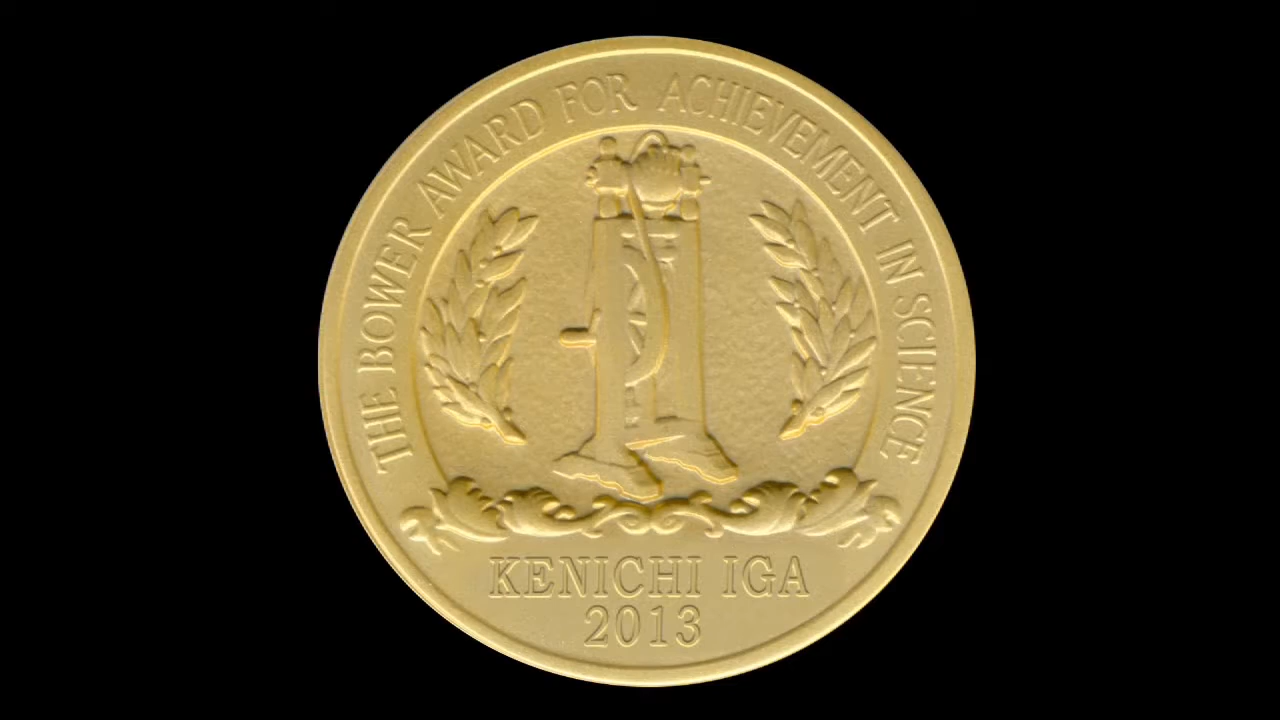 THE BOWER AWARD FOR ACHIEVEMENT IN SCIENCE
KENICHI IGA
2013